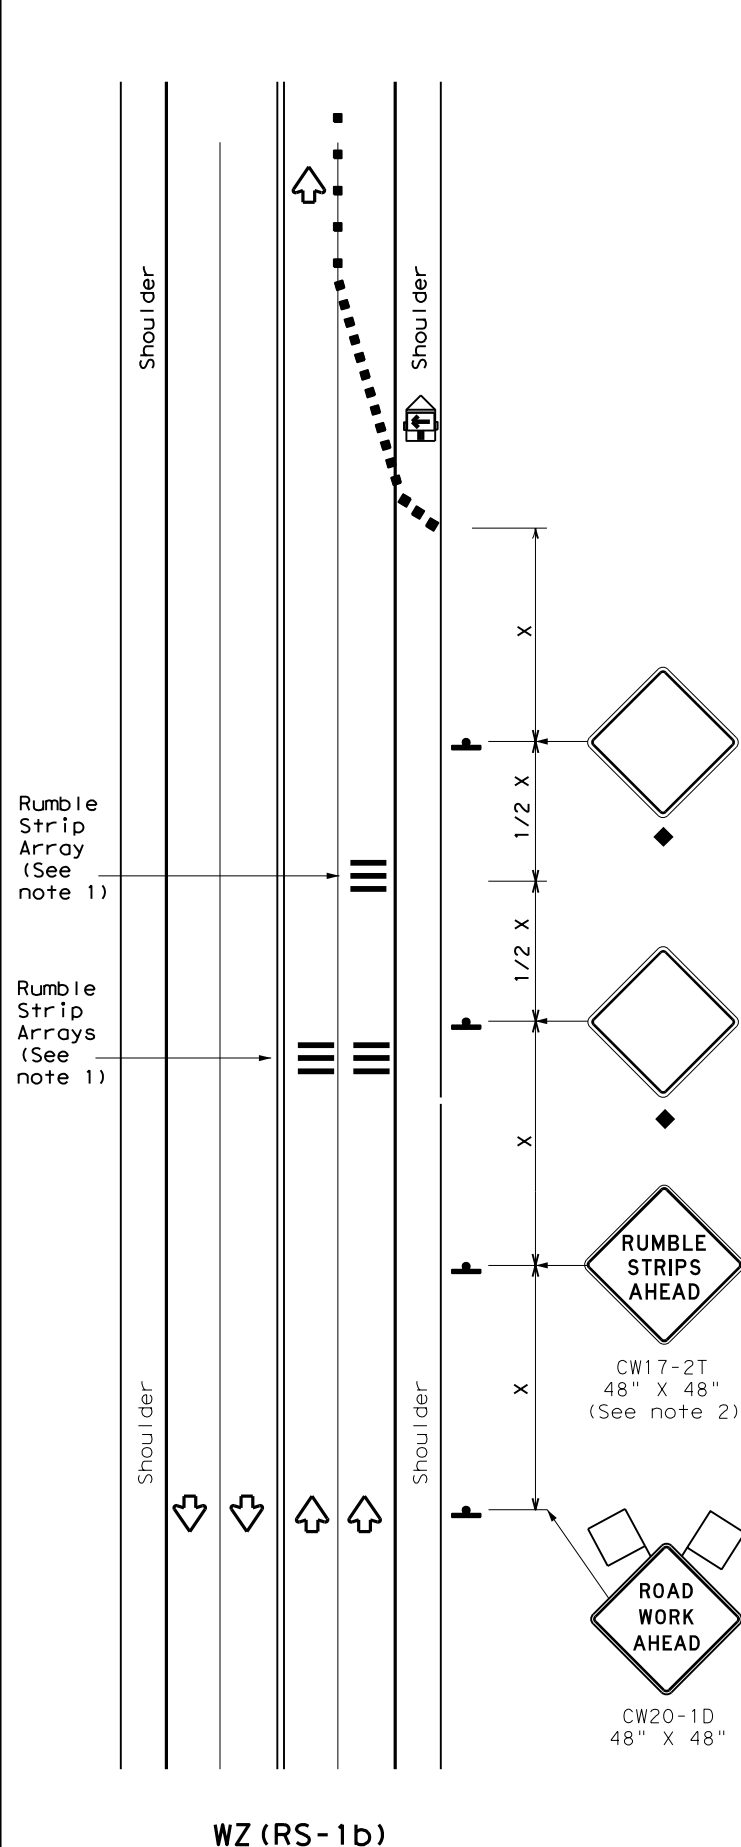 Shoulder
Shoulder
X
1/2 X
Rumble
Strip
Array
(See
note 1)
1/2 X
Rumble
Strip
Arrays
(See
note 1)
X
RUMBLE
STRIPS
AHEAD
CW17-2T
48" X 48"
(See note 2)
X
Shoulder
Shoulder
ROAD
WORK
AHEAD
CW20-1D
48" X 48"
WZ(RS-1b)